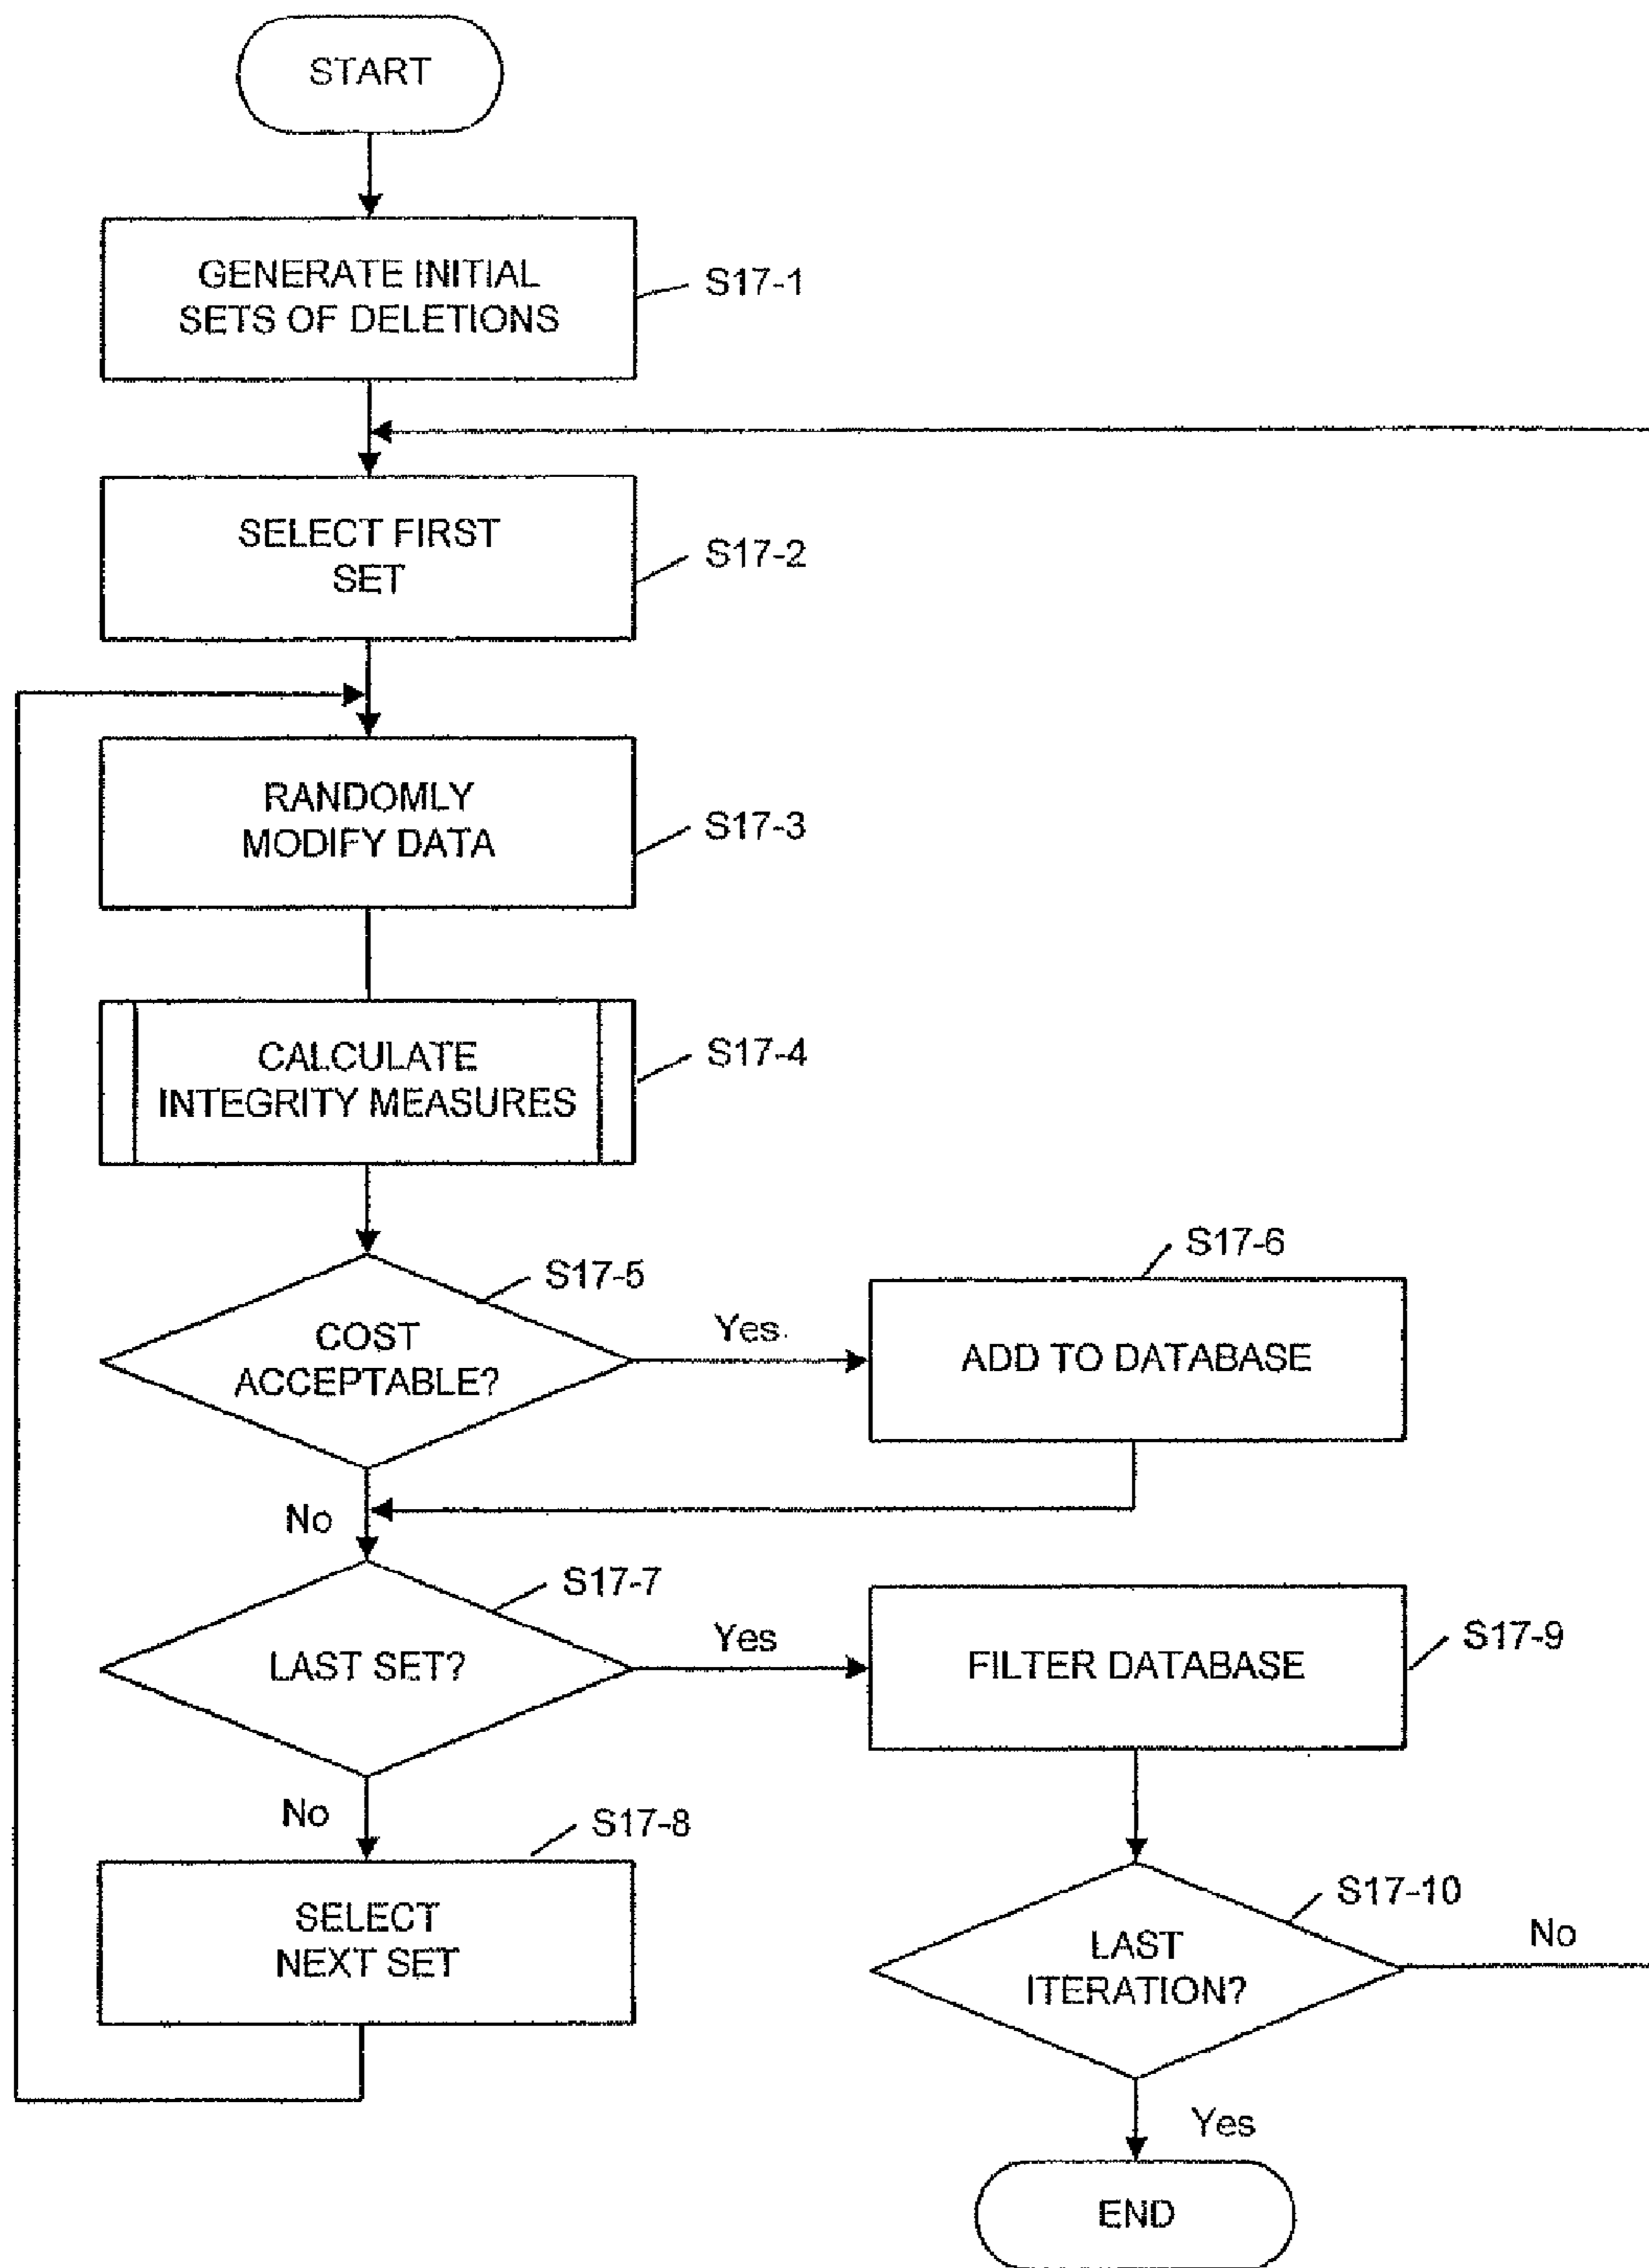 START
GENERATE INITIAL
SETS OF DELETIONS
S17-1
SELECT FIRST
SET
S17-2
RANDOMLY
MODIFY DATA
S17-3
CALCULATE
INTEGRITY MEASURES
S17-4
COST
ACCEPTABLE?
S17-5
Yes
ADD TO DATABASE
S17-6
No
LAST SET?
S17-7
Yes
FILTER DATABASE
S17-9
No
SELECT
NEXT SET
S17-8
LAST
ITERATION?
S17-10
No
Yes
END